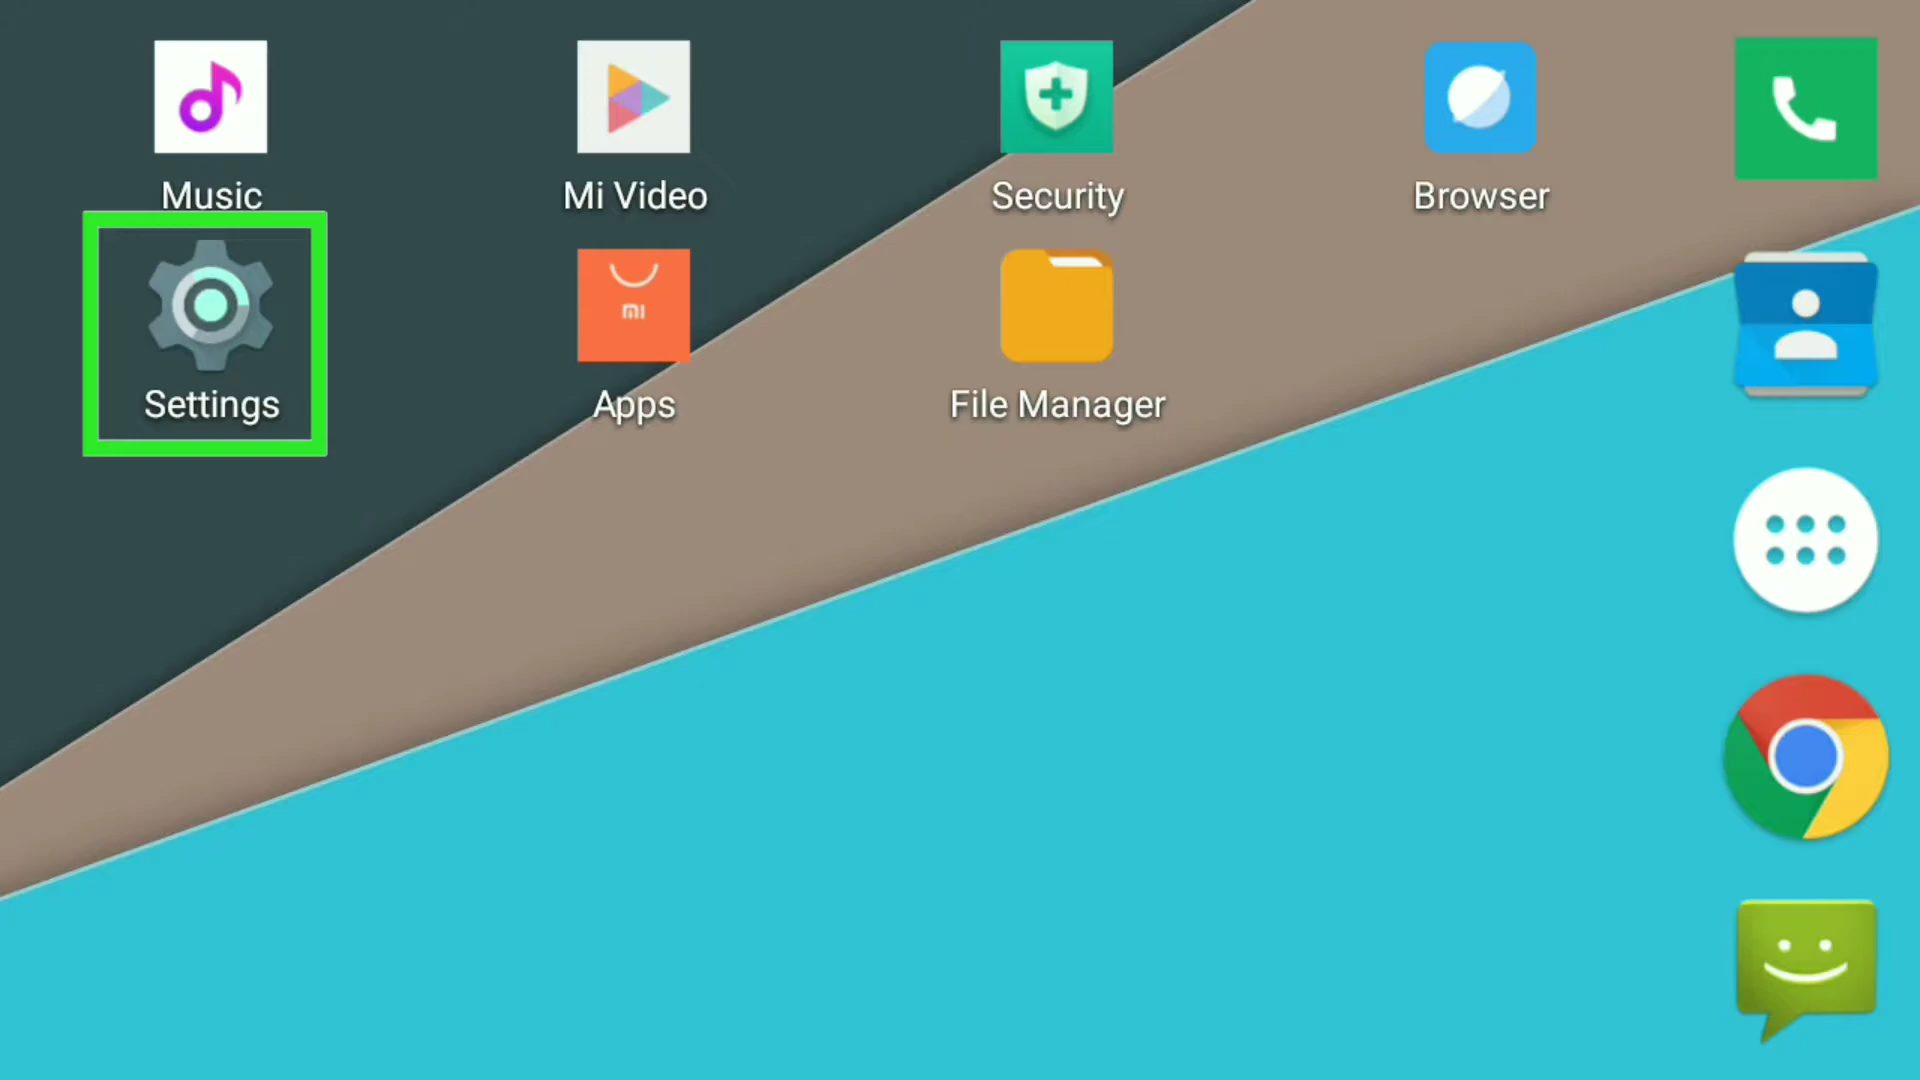 Music
Mi Video
Security
Browser
Settings
mi
Apps
File Manager